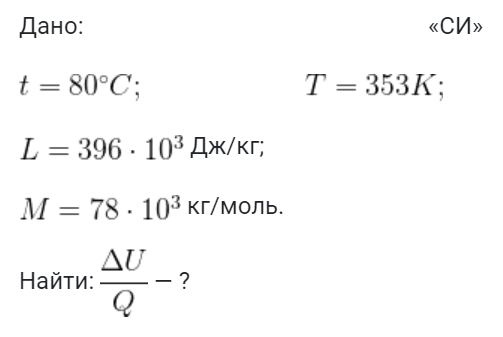 Дано: «СИ»
t = 80°C; T = 353K;
L = 396 · 10³ Дж/кг;
M = 78 · 10³ кг/моль.
Найти: ΔU/Q — ?